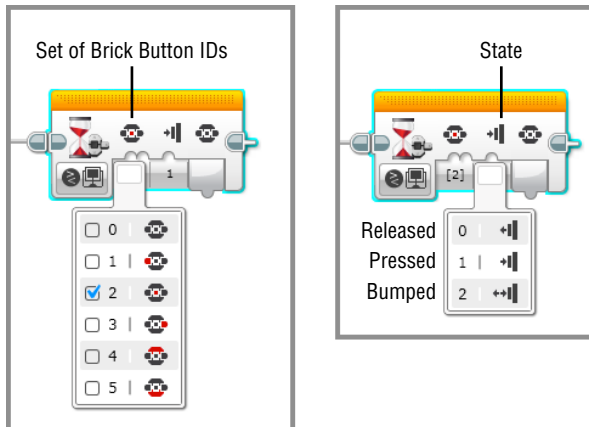 Set of Brick Button IDs
1
0
1
2
3
4
5
State
[2]
Released 0
Pressed 1
Bumped 2